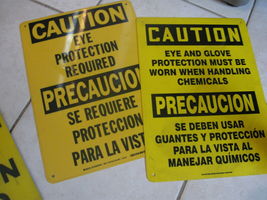 CAUTION
EYE
PROTECTION
REQUIRED
PRECAUCION
SE REQUIERE
PROTECCION
PARA LA VISTA
CAUTION
EYE AND GLOVE
PROTECTION MUST BE
WORN WHEN HANDLING
CHEMICALS
PRECAUCION
SE DEBEN USAR
GUANTES Y PROTECCIÓN
PARA LA VISTA AL
MANEJAR QUÍMICOS